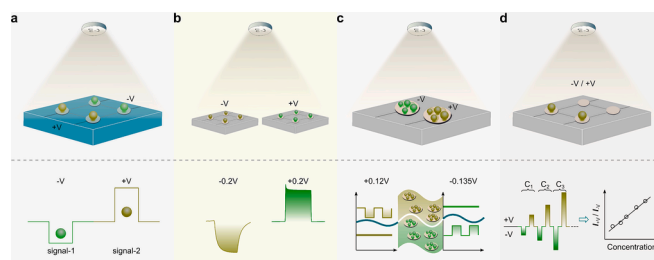 a
-V
+V
-V
+V
signal-1
signal-2
b
-V
+V
-0.2V
+0.2V
c
-V
+V
+0.12V
-0.135V
d
-V / +V
C1 C2 C3
+V
-V
I+V / I-V
Concentration